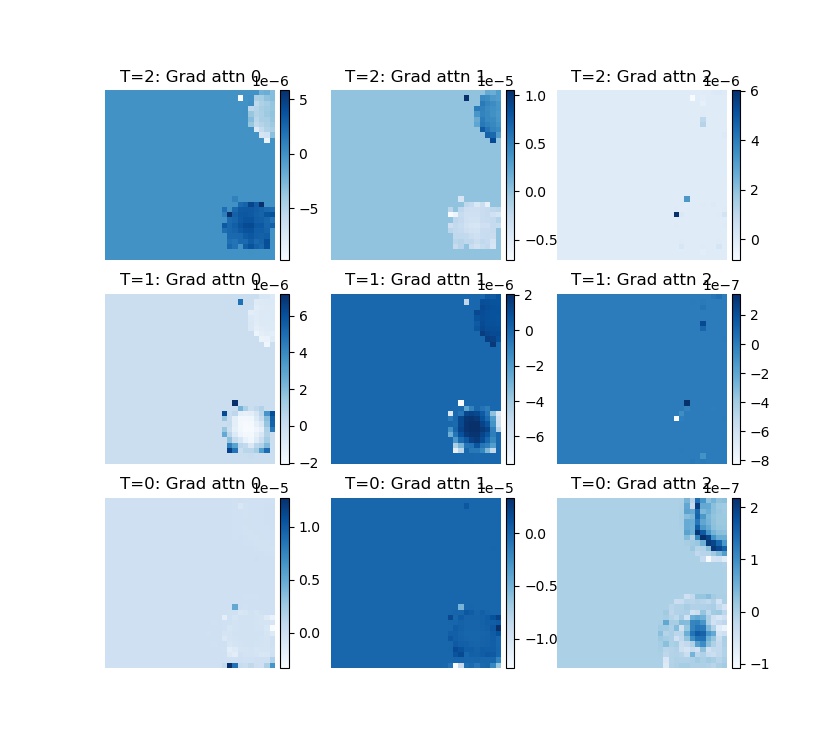 T=2: Grad attn 0
1e−6
T=2: Grad attn 1
1e−5
T=2: Grad attn 2
1e−6
5
0
−5
1.0
0.5
0.0
−0.5
6
4
2
0
T=1: Grad attn 0
1e−6
T=1: Grad attn 1
1e−6
T=1: Grad attn 2
1e−7
6
4
2
0
−2
2
0
−2
−4
−6
2
0
−2
−4
−6
−8
T=0: Grad attn 0
1e−5
T=0: Grad attn 1
1e−5
T=0: Grad attn 2
1e−7
1.0
0.5
0.0
0.0
−0.5
−1.0
2
1
0
−1